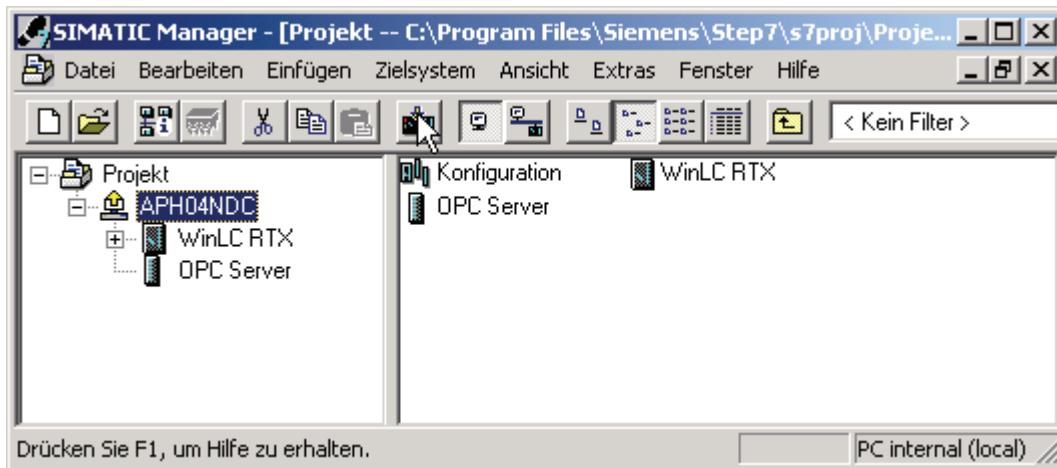 SIMATIC Manager - [Projekt -- C:\Program Files\Siemens\Step7\s7proj\Proje...
Datei Bearbeiten Einfügen Zielsystem Ansicht Extras Fenster Hilfe
< Kein Filter >
Projekt
APH04NDC
WinLC RTX
OPC Server
Konfiguration
WinLC RTX
OPC Server
Drücken Sie F1, um Hilfe zu erhalten.
PC internal (local)